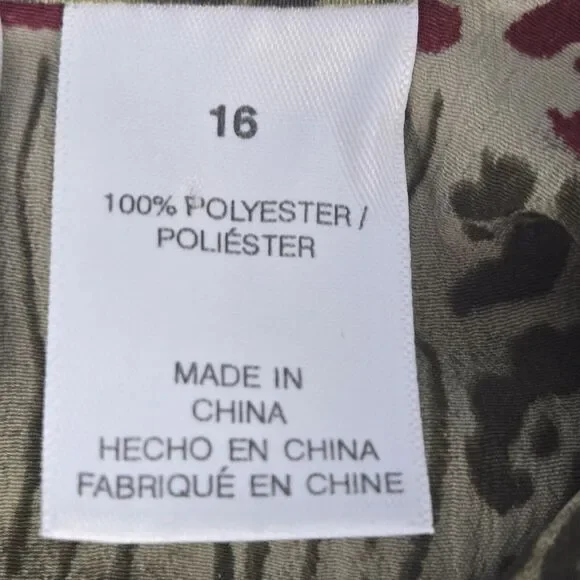 16
100% POLYESTER /
POLIÉSTER
MADE IN
CHINA
HECHO EN CHINA
FABRIQUÉ EN CHINE